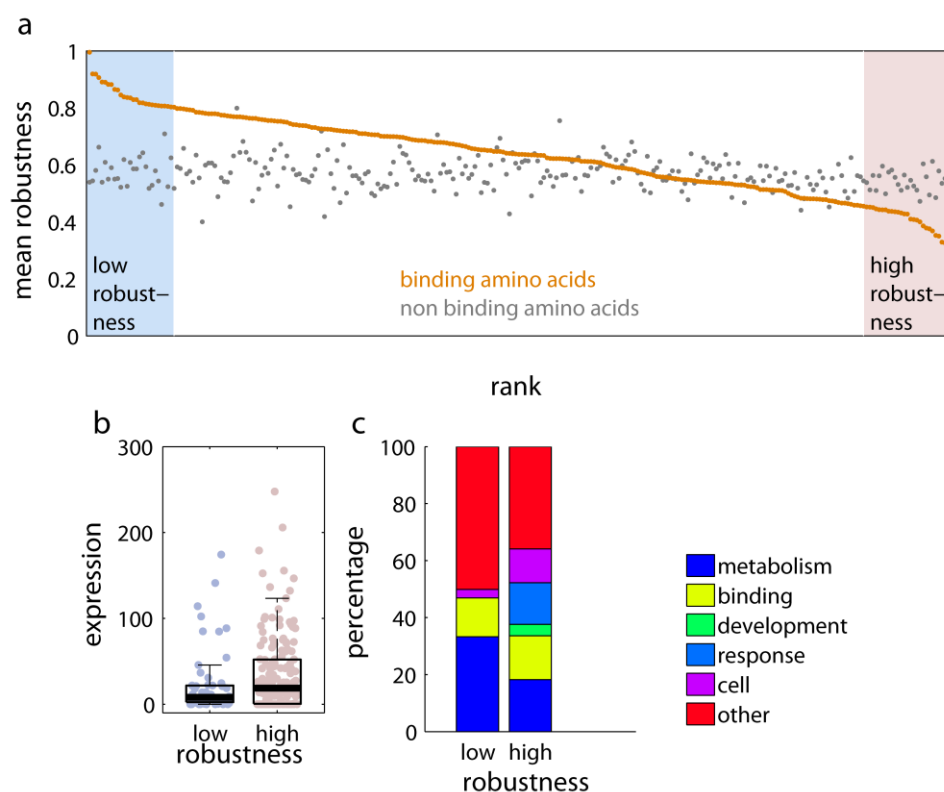 a
mean robustness
1
0.8
0.6
0.4
0.2
0
low
robust–
ness
binding amino acids
non binding amino acids
high
robust–
ness
rank
b
expression
300
200
100
0
low high
robustness
c
percentage
100
80
60
40
20
0
low high
robustness
metabolism
binding
development
response
cell
other